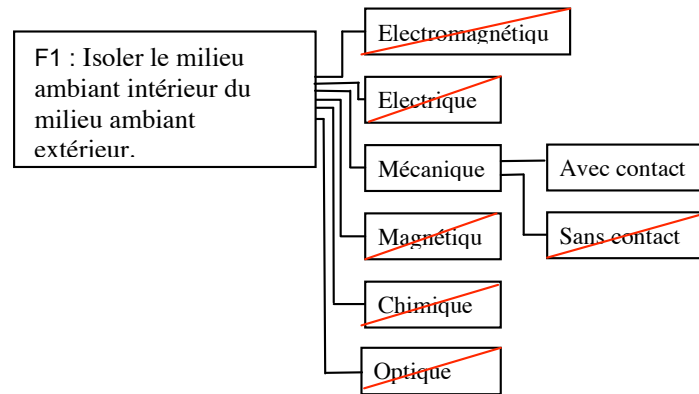 F1 : Isoler le milieu
ambiant intérieur du
milieu ambiant
extérieur.
Electromagnétiqu
Electrique
Mécanique
Avec contact
Sans contact
Magnétiqu
Chimique
Optique